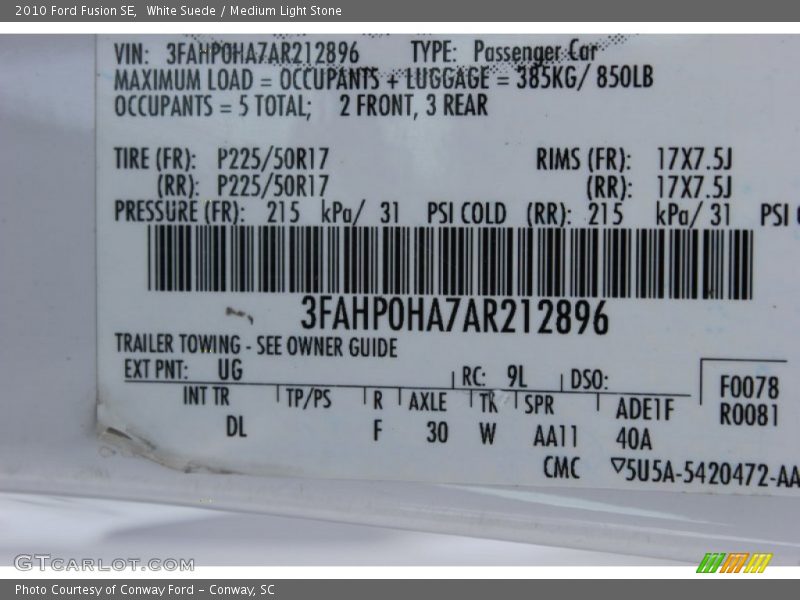 2010 Ford Fusion SE,  White Suede / Medium Light Stone
VIN: 3FAHP0HA7AR212896 TYPE: Passenger Car
MAXIMUM LOAD = OCCUPANTS + LUGGAGE = 385KG/ 850LB
OCCUPANTS = 5 TOTAL; 2 FRONT, 3 REAR
TIRE (FR): P225/50R17 RIMS (FR): 17X7.5J
(RR): P225/50R17 (RR): 17X7.5J
PRESSURE (FR): 215 kPa/ 31 PSI COLD (RR): 215 kPa/ 31 PSI
3FAHP0HA7AR212896
TRAILER TOWING - SEE OWNER GUIDE
EXT PNT: UG RC: 9L DSO: F0078
INT TR TP/PS R AXLE TR SPR ADE1F R0081
DL F 30 W AA11 40A
CMC ▽5U5A-5420472-AA
GTCARLOT.COM
Photo Courtesy of Conway Ford - Conway, SC